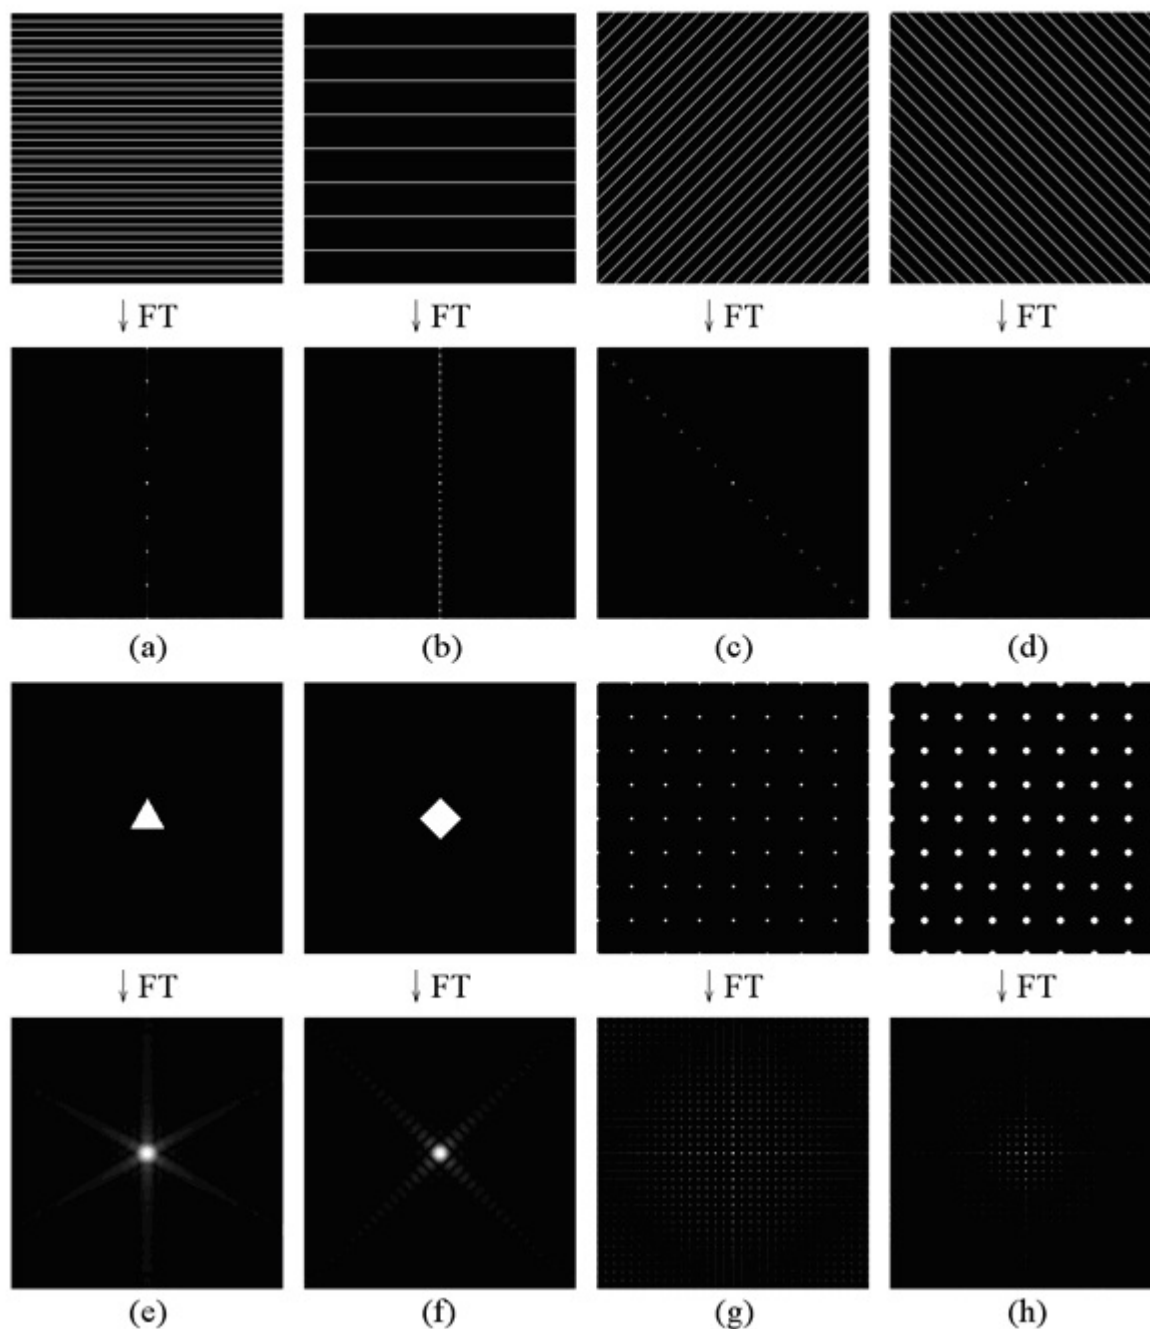 ↓ FT ↓ FT ↓ FT ↓ FT
(a) (b) (c) (d)
↓ FT ↓ FT ↓ FT ↓ FT
(e) (f) (g) (h)